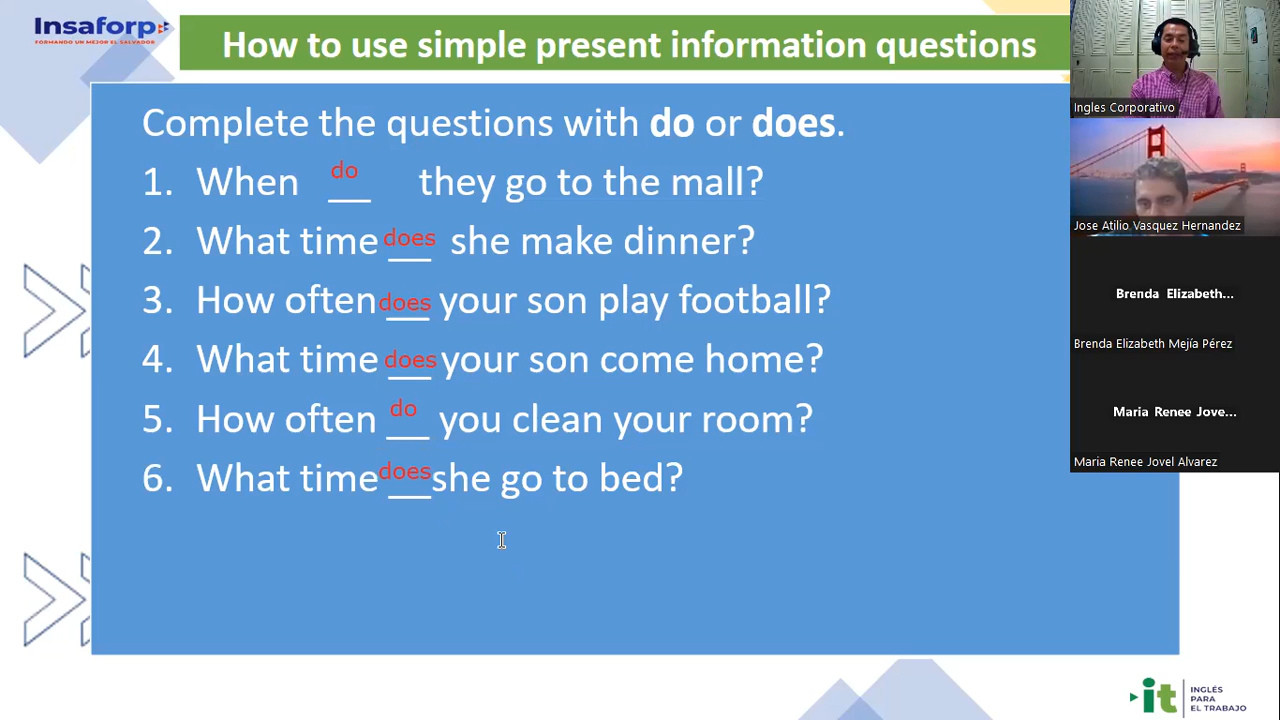 Insaforp
FORMANDO UN MEJOR EL SALVADOR
How to use simple present information questions
Complete the questions with do or does.
1. When do they go to the mall?
2. What time does she make dinner?
3. How often does your son play football?
4. What time does your son come home?
5. How often do you clean your room?
6. What time does she go to bed?
Ingles Corporativo
Jose Atilio Vasquez Hernandez
Brenda Elizabeth...
Brenda Elizabeth Mejía Pérez
Maria Renee Jove...
Maria Renee Jovel Alvarez
it
INGLÉS
PARA
EL TRABAJO